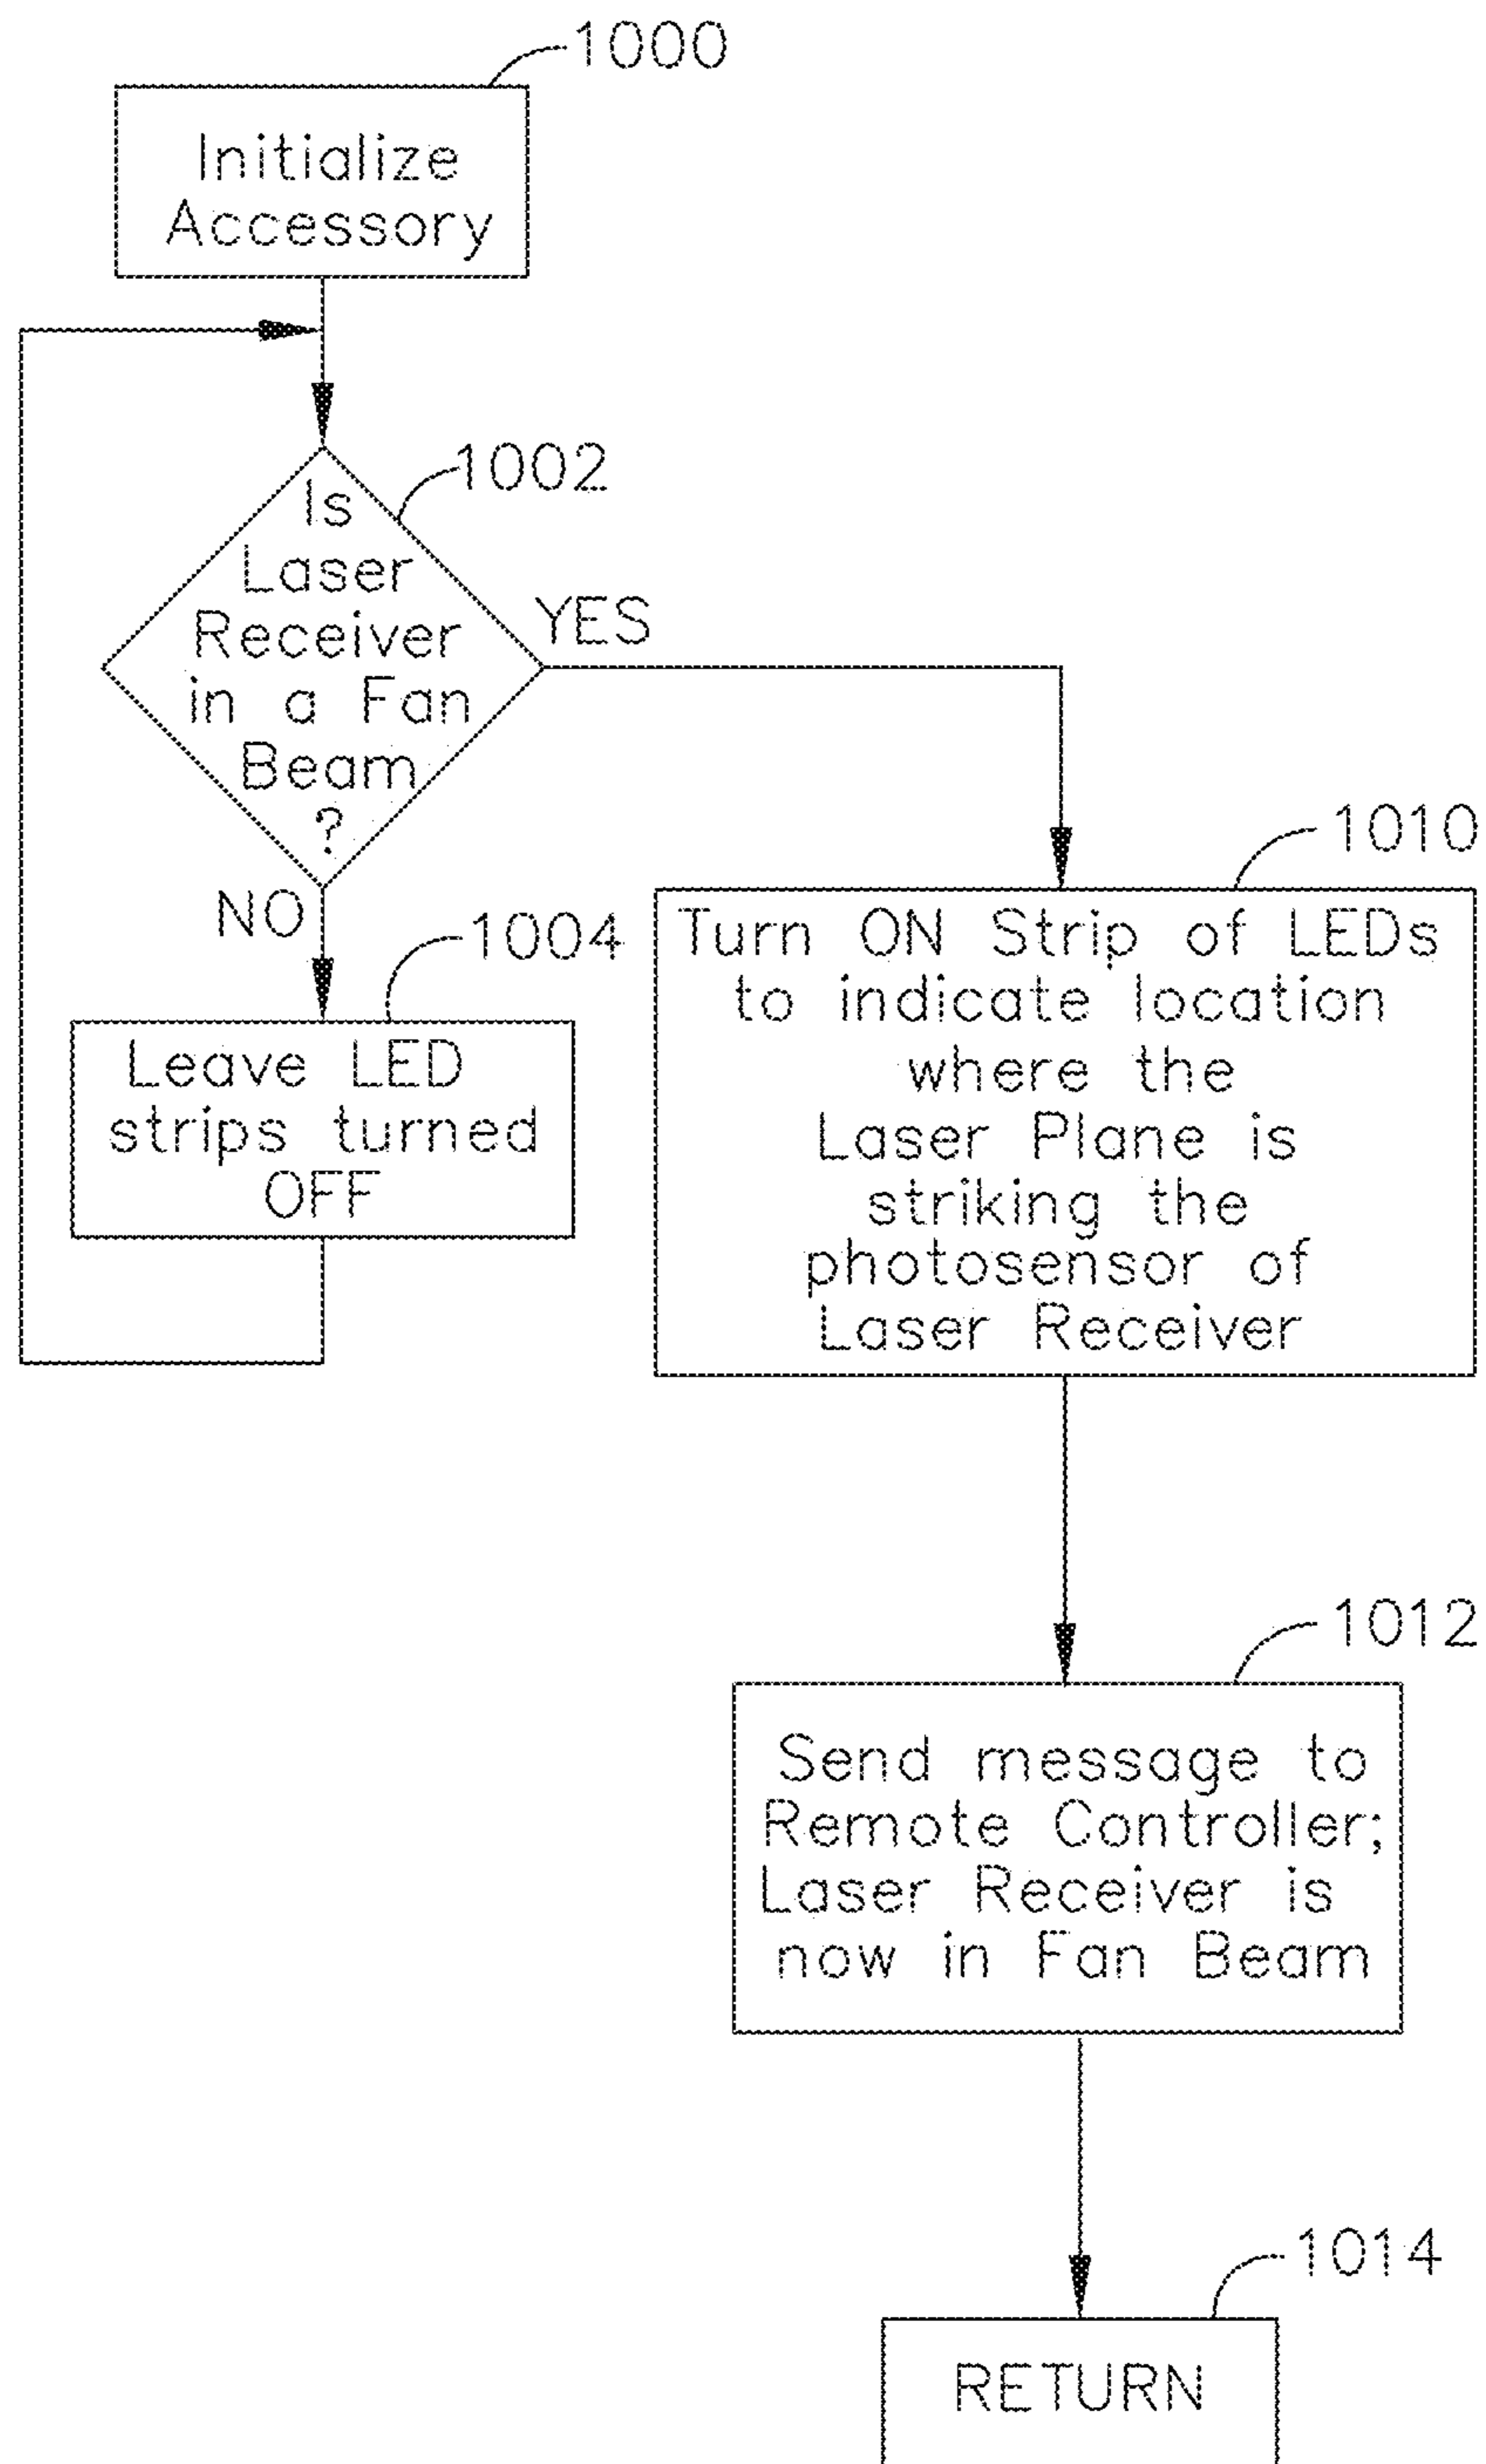 1000
Initialize
Accessory
1002
Is
Laser
Receiver
in a Fan
Beam
?
YES
NO
1004
Leave LED
strips turned
OFF
1010
Turn ON Strip of LEDs
to indicate location
where the
Laser Plane is
striking the
photosensor of
Laser Receiver
1012
Send message to
Remote Controller;
Laser Receiver is
now in Fan Beam
1014
RETURN